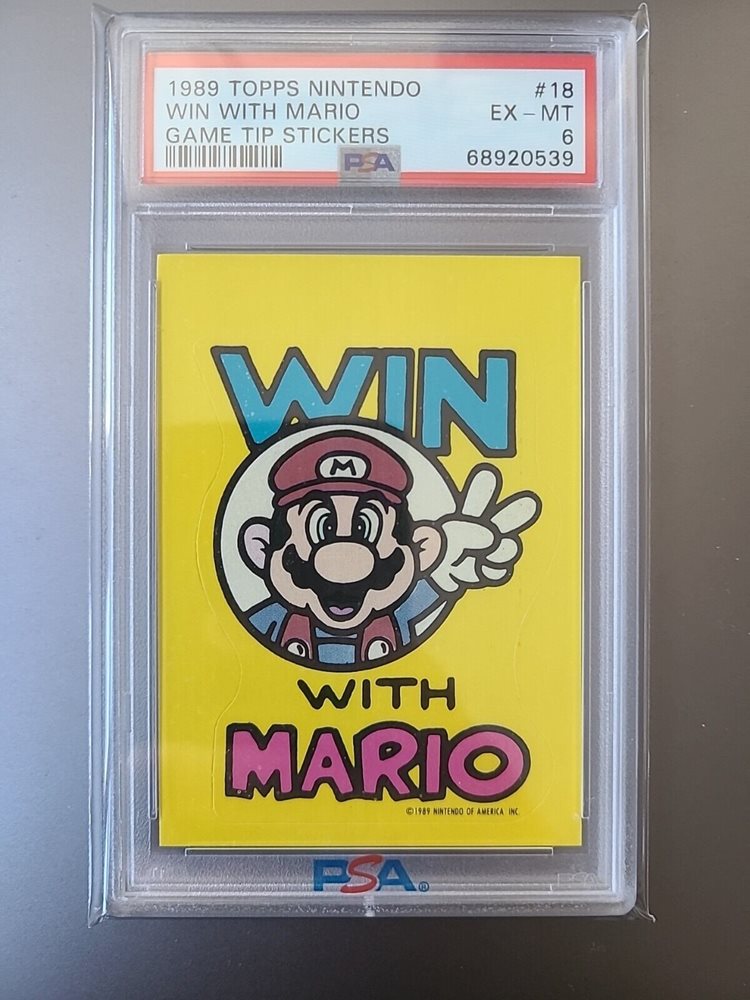 1989 TOPPS NINTENDO #18
WIN WITH MARIO EX - MT
GAME TIP STICKERS 6
PSA 68920539
WIN
M
WITH
MARIO
©1989 NINTENDO OF AMERICA INC.
PSA®